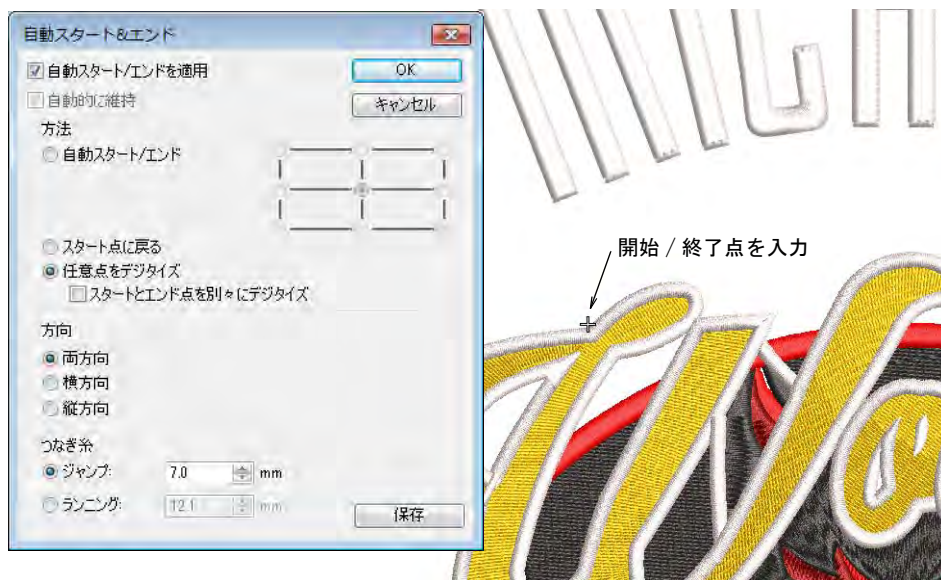 自動スタート&エンド
自動スタート/エンドを適用
OK
自動的に維持
キャンセル
方法
自動スタート/エンド
スタート点に戻る
任意点をデジタイズ
スタートとエンド点を別々にデジタイズ
方向
両方向
横方向
縦方向
つなぎ糸
ジャンプ: 7.0 mm
ランニング: 12.1 mm
保存
開始 / 終了点を入力